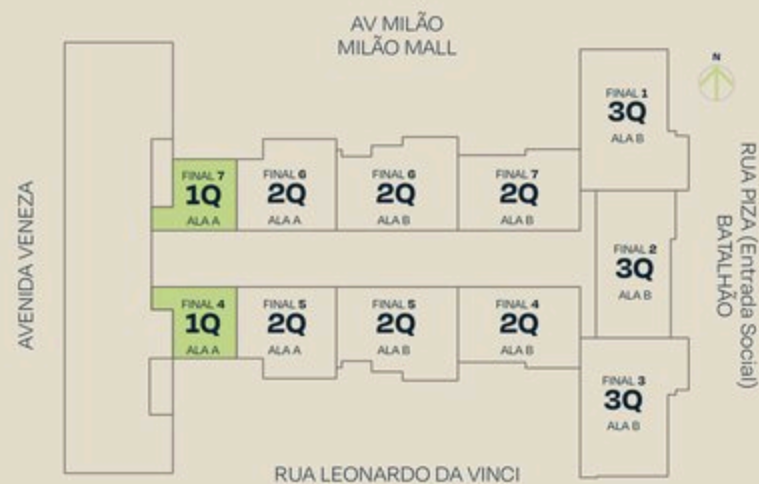 AV MILÃO
MILÃO MALL
N
FINAL 1
3Q
ALA B
FINAL 7
1Q
ALA A
FINAL 6
2Q
ALA A
FINAL 6
2Q
ALA B
FINAL 7
2Q
ALA B
AVENIDA VENEZA
FINAL 2
3Q
ALA B
RUA PIZA (Entrada Social)
BATALHÃO
FINAL 4
1Q
ALA A
FINAL 5
2Q
ALA A
FINAL 5
2Q
ALA B
FINAL 4
2Q
ALA B
FINAL 3
3Q
ALA B
RUA LEONARDO DA VINCI